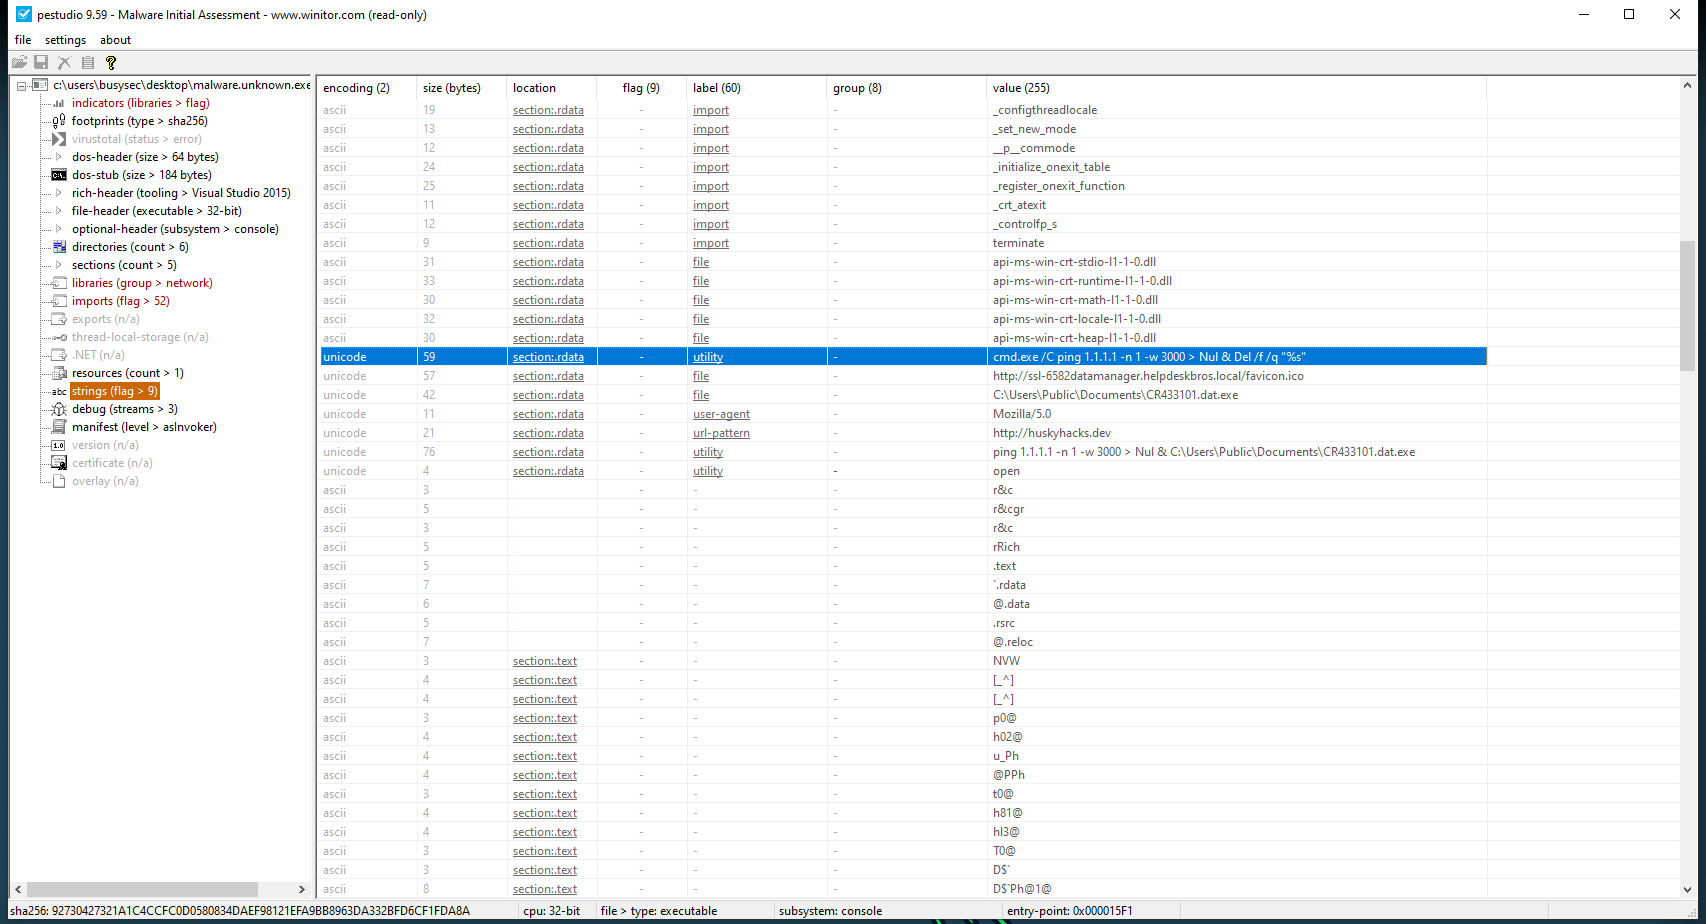 pestudio 9.59 - Malware Initial Assessment - www.winitor.com (read-only)
file settings about
c:\users\busysec\desktop\malware.unknown.exe
indicators (libraries > flag)
footprints (type > sha256)
virustotal (status > error)
dos-header (size > 64 bytes)
dos-stub (size > 184 bytes)
rich-header (tooling > Visual Studio 2015)
file-header (executable > 32-bit)
optional-header (subsystem > console)
directories (count > 6)
sections (count > 5)
libraries (group > network)
imports (flag > 52)
exports (n/a)
thread-local-storage (n/a)
.NET (n/a)
resources (count > 1)
abc strings (flag > 9)
debug (streams > 3)
manifest (level > asInvoker)
1.0 version (n/a)
certificate (n/a)
overlay (n/a)
encoding (2) size (bytes) location flag (9) label (60) group (8) value (255)
ascii 19 section:.rdata - import - _configthreadlocale
ascii 13 section:.rdata - import - _set_new_mode
ascii 12 section:.rdata - import - __p__commode
ascii 24 section:.rdata - import - _initialize_onexit_table
ascii 25 section:.rdata - import - _register_onexit_function
ascii 11 section:.rdata - import - _crt_atexit
ascii 12 section:.rdata - import - _controlfp_s
ascii 9 section:.rdata - import - terminate
ascii 31 section:.rdata - file - api-ms-win-crt-stdio-l1-1-0.dll
ascii 33 section:.rdata - file - api-ms-win-crt-runtime-l1-1-0.dll
ascii 30 section:.rdata - file - api-ms-win-crt-math-l1-1-0.dll
ascii 32 section:.rdata - file - api-ms-win-crt-locale-l1-1-0.dll
ascii 30 section:.rdata - file - api-ms-win-crt-heap-l1-1-0.dll
unicode 59 section:.rdata - utility - cmd.exe /C ping 1.1.1.1 -n 1 -w 3000 > Nul & Del /f /q "%s"
unicode 57 section:.rdata - file - http://ssl-6582datamanager.helpdeskbros.local/favicon.ico
unicode 42 section:.rdata - file - C:\Users\Public\Documents\CR433101.dat.exe
unicode 11 section:.rdata - user-agent - Mozilla/5.0
unicode 21 section:.rdata - url-pattern - http://huskyhacks.dev
unicode 76 section:.rdata - utility - ping 1.1.1.1 -n 1 -w 3000 > Nul & C:\Users\Public\Documents\CR433101.dat.exe
unicode 4 section:.rdata - utility - open
ascii 3 - - - r&c
ascii 5 - - - r&cgr
ascii 3 - - - r&c
ascii 5 - - - rRich
ascii 5 - - - .text
ascii 7 - - - `.rdata
ascii 6 - - - @.data
ascii 5 - - - .rsrc
ascii 7 - - - @.reloc
ascii 3 section:.text - - - NVW
ascii 4 section:.text - - - [_^]
ascii 4 section:.text - - - [_^]
ascii 3 section:.text - - - p0@
ascii 4 section:.text - - - h02@
ascii 4 section:.text - - - u_Ph
ascii 4 section:.text - - - @PPh
ascii 3 section:.text - - - t0@
ascii 4 section:.text - - - h81@
ascii 4 section:.text - - - hl3@
ascii 3 section:.text - - - T0@
ascii 3 section:.text - - - D$`
ascii 8 section:.text - - - D$`Ph@1@
sha256: 92730427321A1C4CCFC0D0580834DAEF98121EFA9BB8963DA332BFD6CF1FDA8A cpu: 32-bit file > type: executable subsystem: console entry-point: 0x000015F1